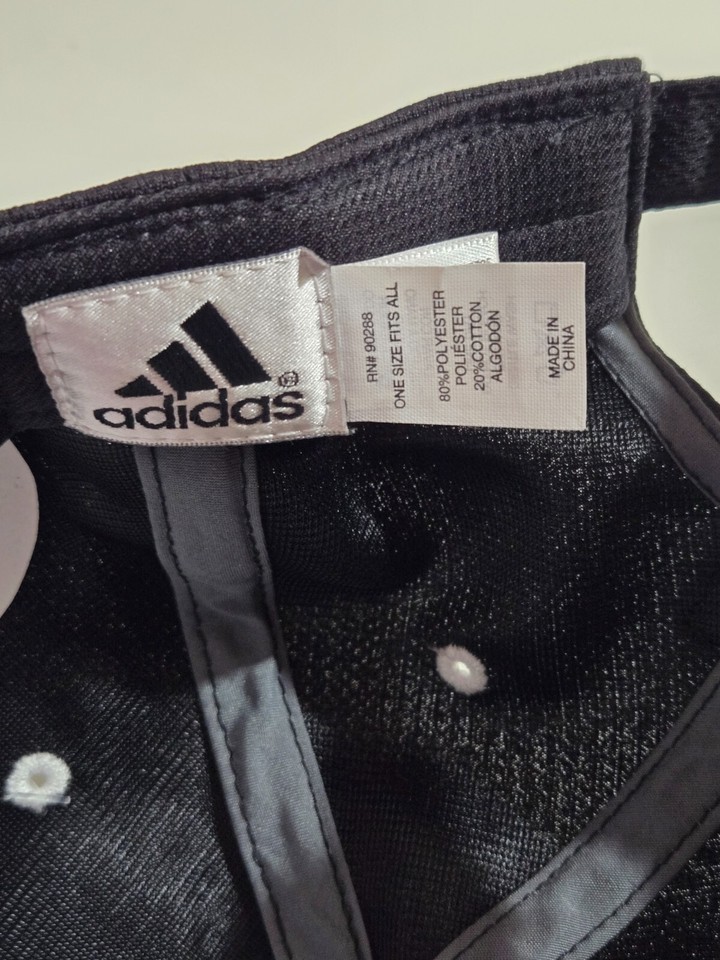 adidas
RN# 90288
ONE SIZE FITS ALL
80%POLYESTER
POLIÉSTER
20%COTTON
ALGODÓN
MADE IN
CHINA